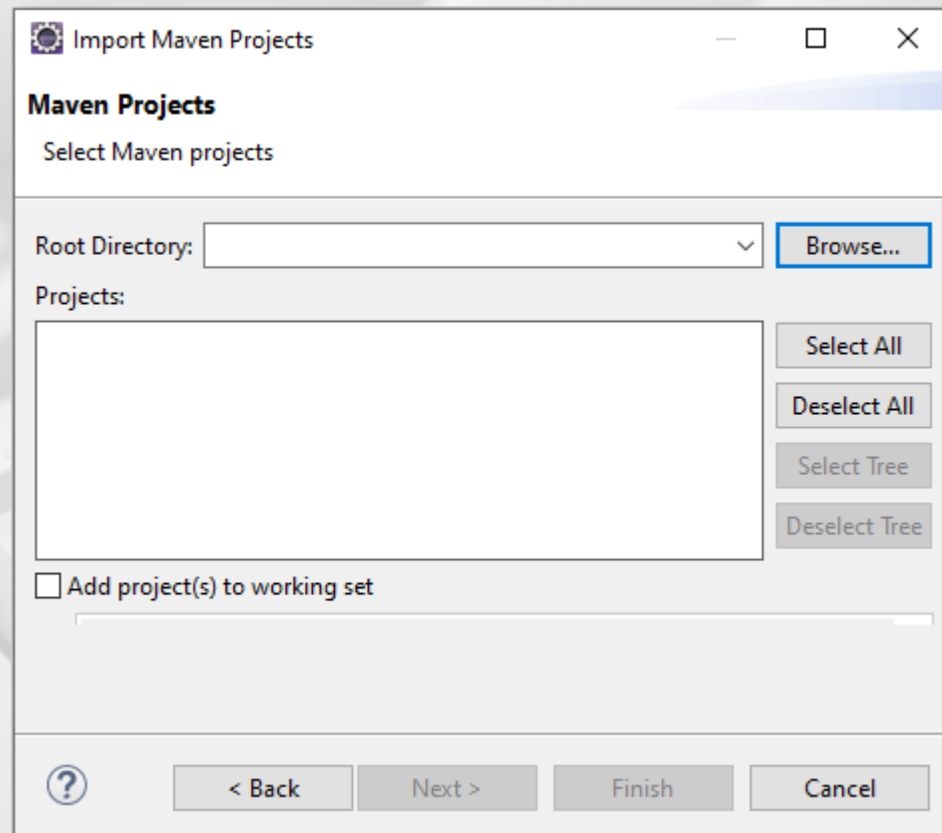 Import Maven Projects
Maven Projects
Select Maven projects
Root Directory:
Browse...
Projects:
Select All
Deselect All
Select Tree
Deselect Tree
Add project(s) to working set
?
< Back
Next >
Finish
Cancel